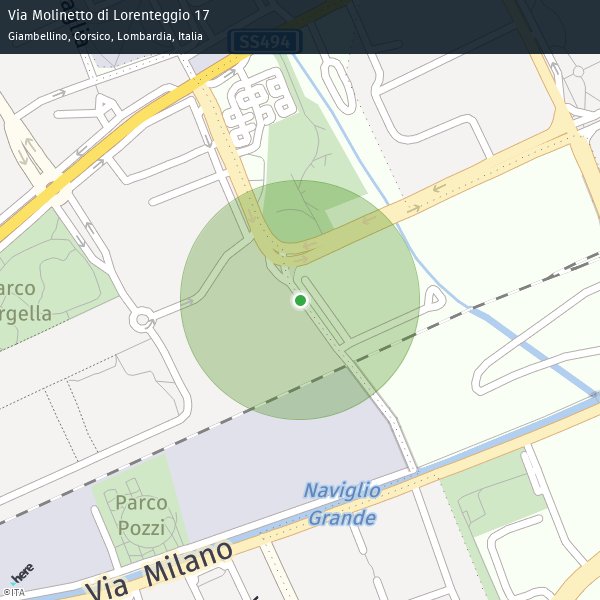 Via Molinetto di Lorenteggio 17
Giambellino, Corsico, Lombardia, Italia
SS494
arco
rgella
Naviglio
Grande
Parco
Pozzi
Via Milano
here
©ITA